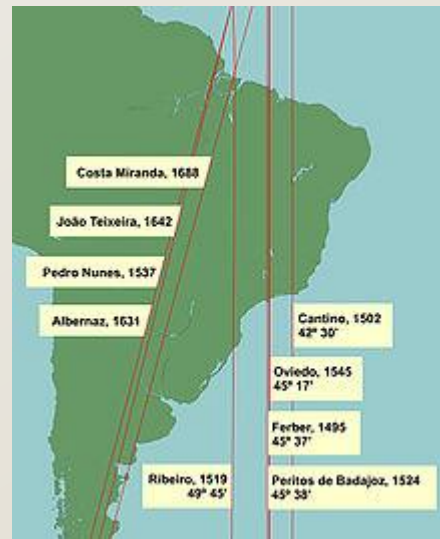 Costa Miranda, 1688
João Teixeira, 1642
Pedro Nunes, 1537
Albernaz, 1631
Cantino, 1502
42º 30'
Oviedo, 1545
45º 17'
Ferber, 1495
45º 37'
Ribeiro, 1519
49º 45'
Peritos de Badajoz, 1524
45º 38'